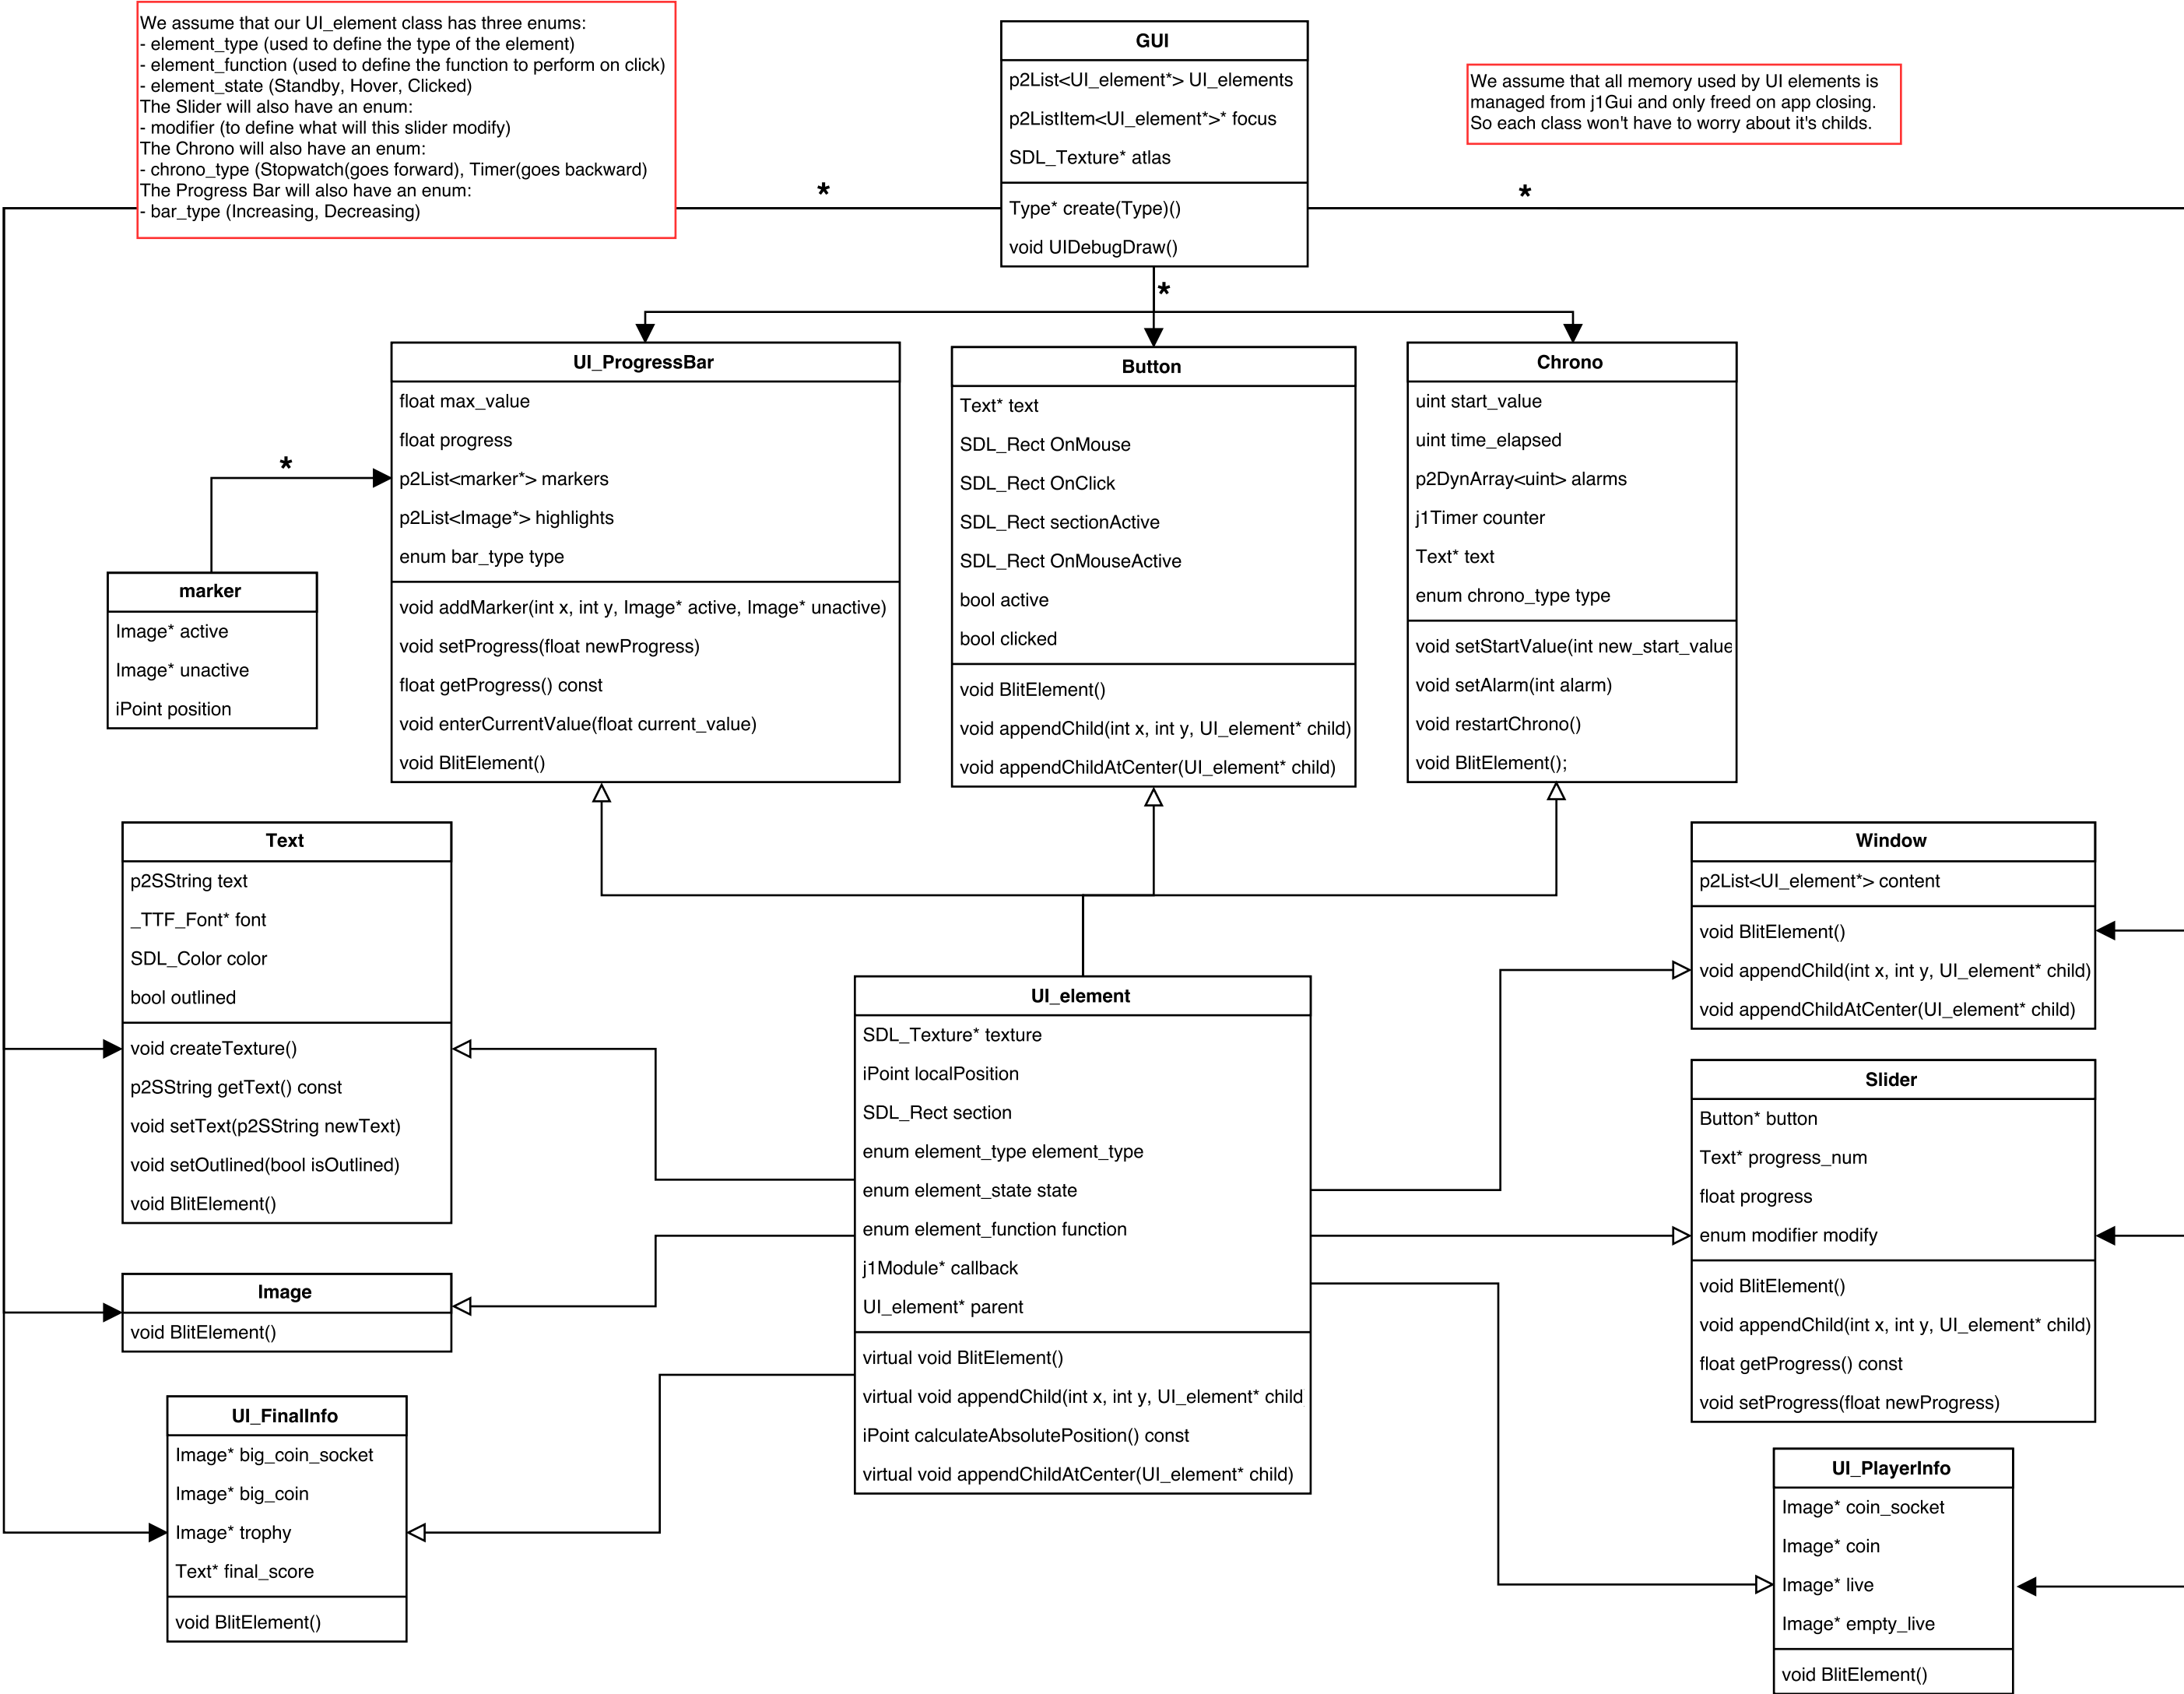 We assume that our UI_element class has three enums:
- element_type (used to define the type of the element)
- element_function (used to define the function to perform on click)
- element_state (Standby, Hover, Clicked)
The Slider will also have an enum:
- modifier (to define what will this slider modify)
The Chrono will also have an enum:
- chrono_type (Stopwatch(goes forward), Timer(goes backward)
The Progress Bar will also have an enum:
- bar_type (Increasing, Decreasing)
GUI
p2List<UI_element*> UI_elements
p2ListItem<UI_element*>* focus
SDL_Texture* atlas
Type* create(Type)()
void UIDebugDraw()
We assume that all memory used by UI elements is
managed from j1Gui and only freed on app closing.
So each class won't have to worry about it's childs.
*
*
*
*
UI_ProgressBar
float max_value
float progress
p2List<marker*> markers
p2List<Image*> highlights
enum bar_type type
void addMarker(int x, int y, Image* active, Image* unactive)
void setProgress(float newProgress)
float getProgress() const
void enterCurrentValue(float current_value)
void BlitElement()
Button
Text* text
SDL_Rect OnMouse
SDL_Rect OnClick
SDL_Rect sectionActive
SDL_Rect OnMouseActive
bool active
bool clicked
void BlitElement()
void appendChild(int x, int y, UI_element* child)
void appendChildAtCenter(UI_element* child)
Chrono
uint start_value
uint time_elapsed
p2DynArray<uint> alarms
j1Timer counter
Text* text
enum chrono_type type
void setStartValue(int new_start_value
void setAlarm(int alarm)
void restartChrono()
void BlitElement();
marker
Image* active
Image* unactive
iPoint position
Text
p2SString text
_TTF_Font* font
SDL_Color color
bool outlined
void createTexture()
p2SString getText() const
void setText(p2SString newText)
void setOutlined(bool isOutlined)
void BlitElement()
Image
void BlitElement()
UI_FinalInfo
Image* big_coin_socket
Image* big_coin
Image* trophy
Text* final_score
void BlitElement()
UI_element
SDL_Texture* texture
iPoint localPosition
SDL_Rect section
enum element_type element_type
enum element_state state
enum element_function function
j1Module* callback
UI_element* parent
virtual void BlitElement()
virtual void appendChild(int x, int y, UI_element* child
iPoint calculateAbsolutePosition() const
virtual void appendChildAtCenter(UI_element* child)
Window
p2List<UI_element*> content
void BlitElement()
void appendChild(int x, int y, UI_element* child)
void appendChildAtCenter(UI_element* child)
Slider
Button* button
Text* progress_num
float progress
enum modifier modify
void BlitElement()
void appendChild(int x, int y, UI_element* child)
float getProgress() const
void setProgress(float newProgress)
UI_PlayerInfo
Image* coin_socket
Image* coin
Image* live
Image* empty_live
void BlitElement()